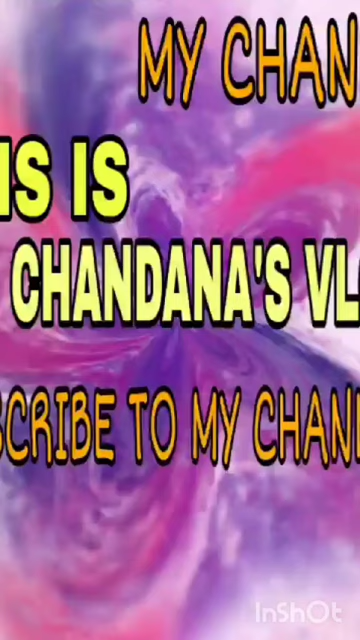 MY CHAN
IS IS
CHANDANA'S VL
SCRIBE TO MY CHAN
InShOt